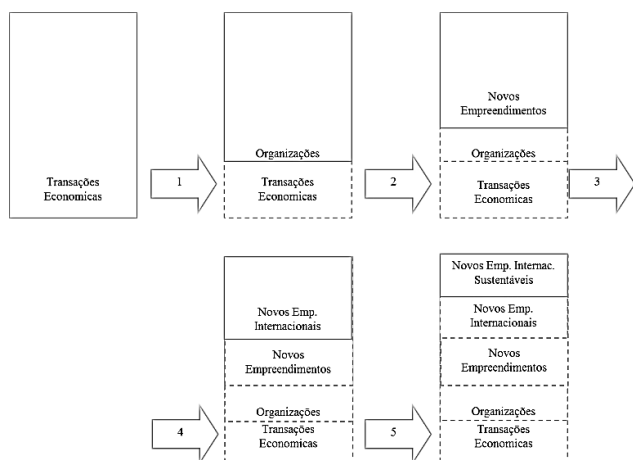 Transações
Economicas
1
Organizações
Transações
Economicas
2
Novos
Empreendimentos
Organizações
Transações
Economicas
3
4
Novos Emp.
Internacionais
Novos
Empreendimentos
Organizações
Transações
Economicas
5
Novos Emp. Internac.
Sustentáveis
Novos Emp.
Internacionais
Novos
Empreendimentos
Organizações
Transações
Economicas